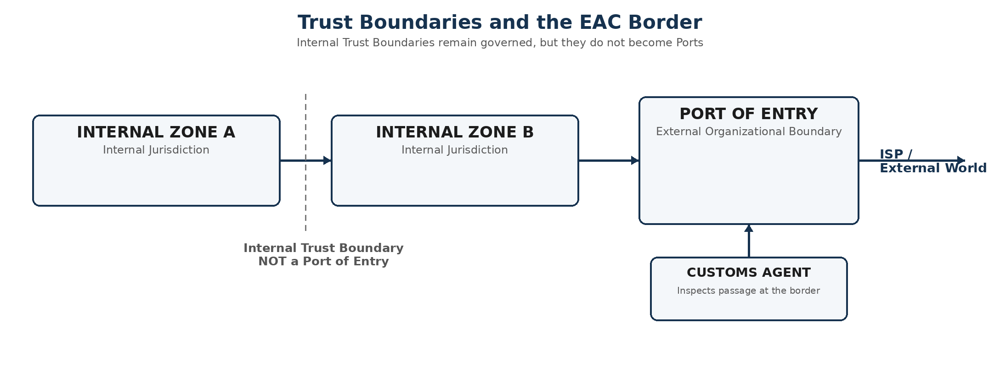 Trust Boundaries and the EAC Border
Internal Trust Boundaries remain governed, but they do not become Ports
INTERNAL ZONE A
Internal Jurisdiction
INTERNAL ZONE B
Internal Jurisdiction
PORT OF ENTRY
External Organizational Boundary
ISP /
External World
Internal Trust Boundary
NOT a Port of Entry
CUSTOMS AGENT
Inspects passage at the border